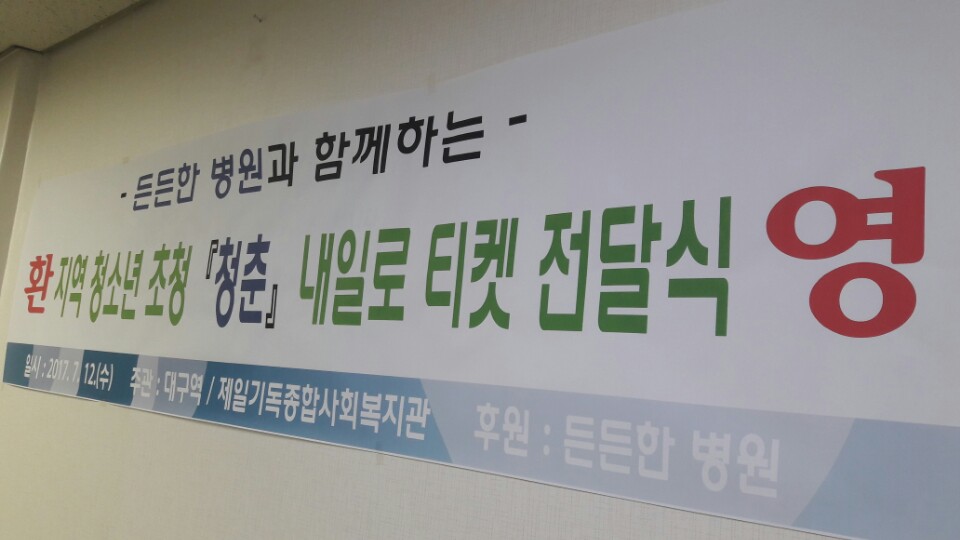 - 든든한 병원과 함께하는 -
환 지역 청소년 초청 『청춘』 내일로 티켓 전달식 영
일시 : 2017. 7. 12.(수) 주관 : 대구역 / 제일기독종합사회복지관 후원 : 든든한 병원